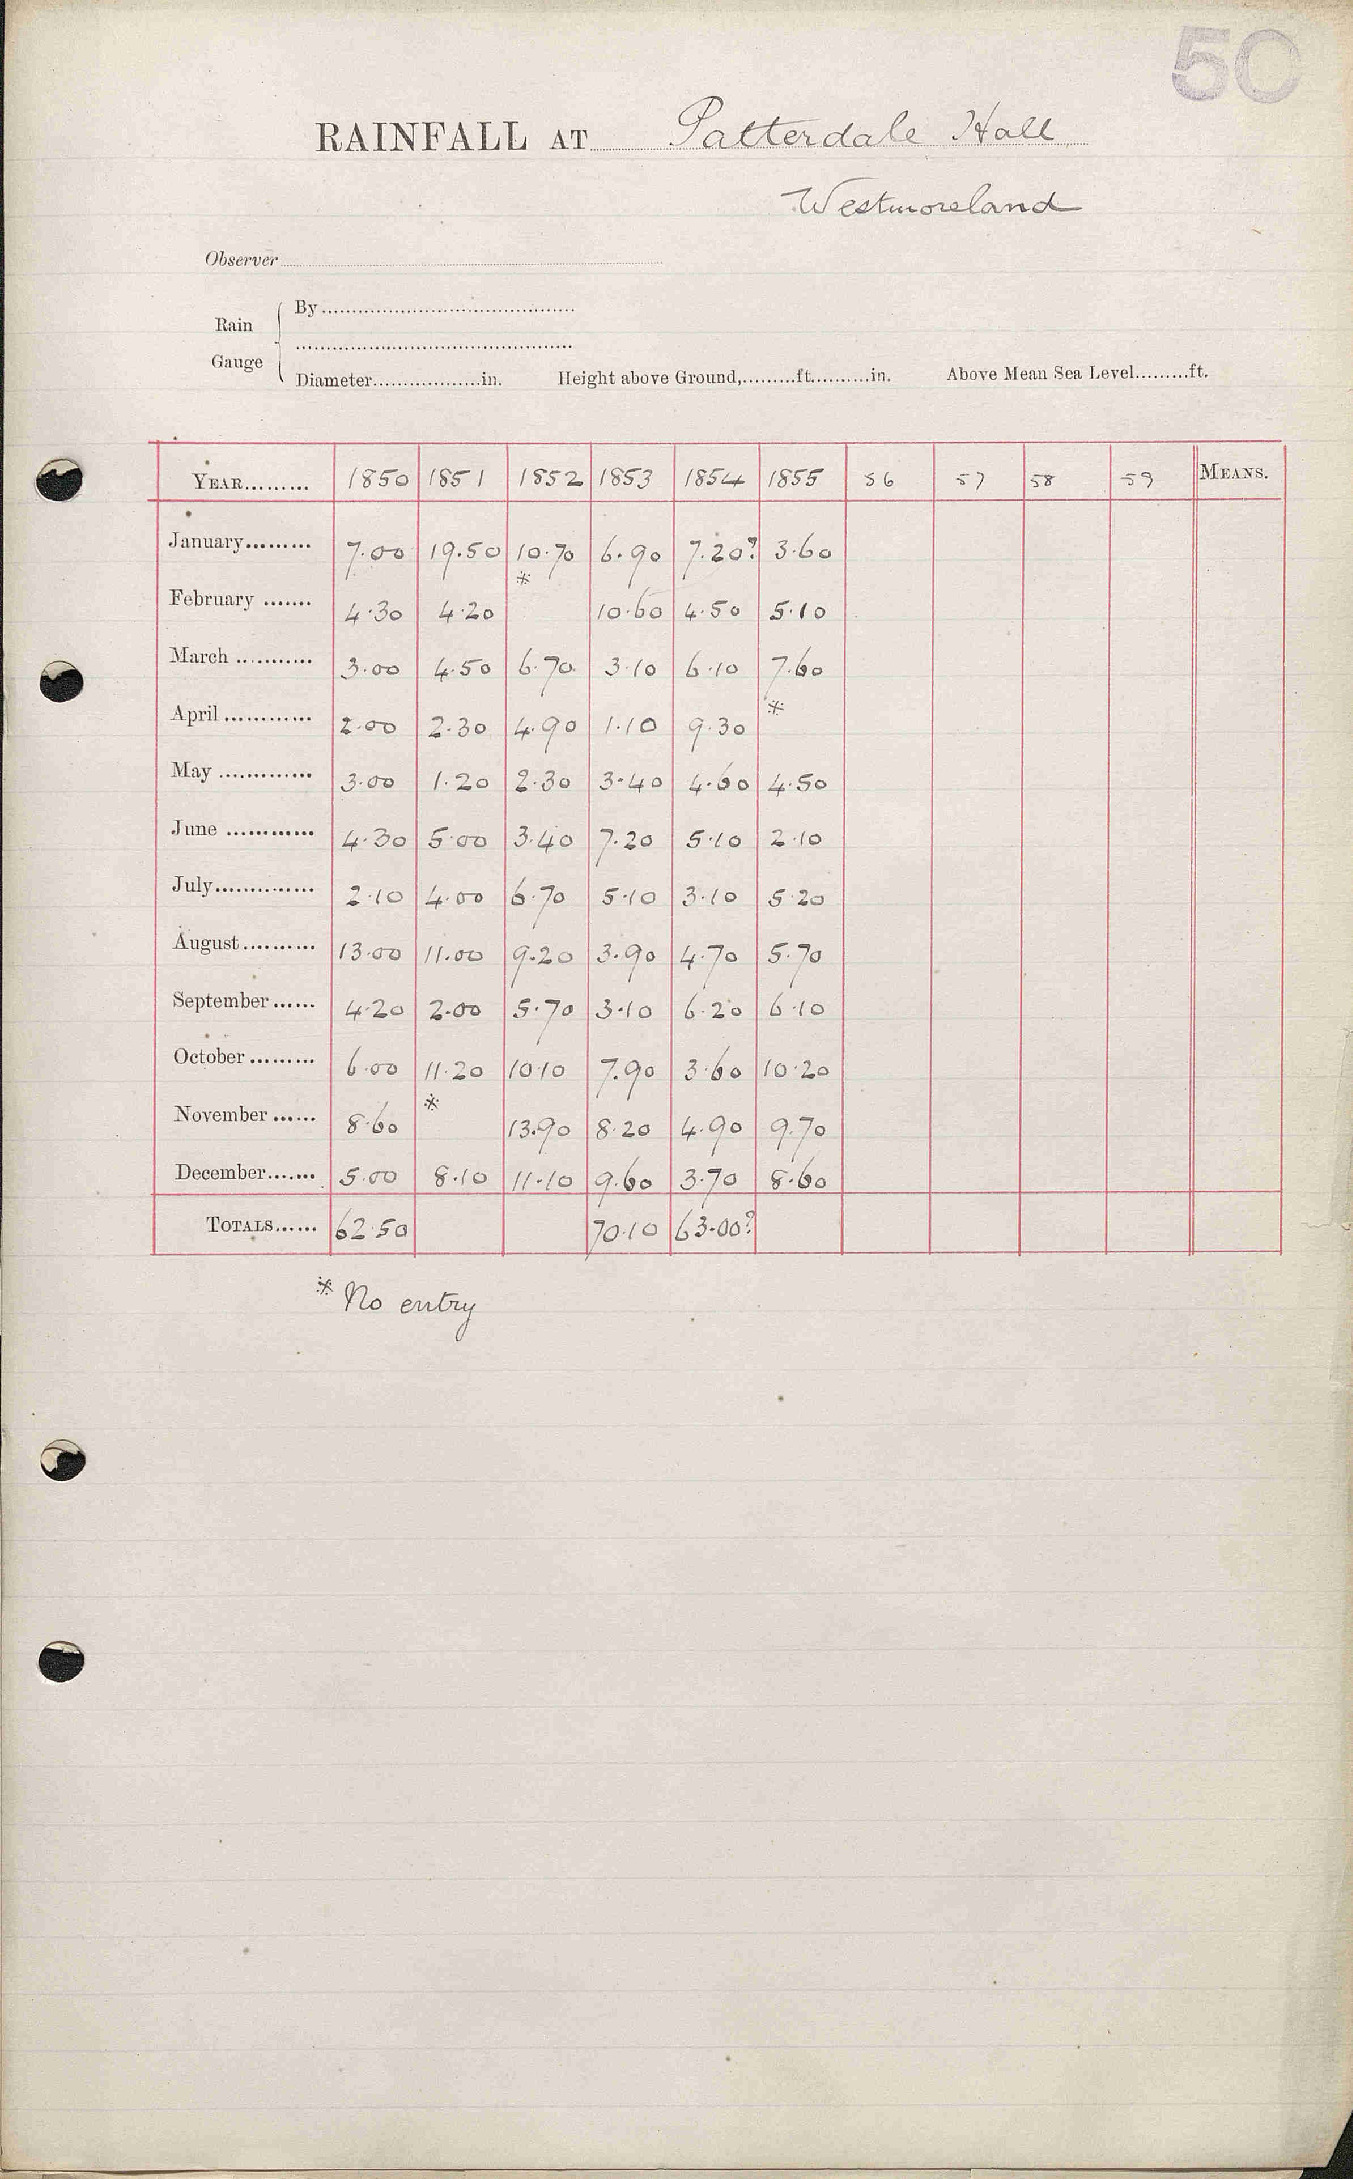 50
RAINFALL AT Patterdale Hall
Westmoreland
Observer
Rain Gauge
By
Diameter in. Height above Ground, ft. in. Above Mean Sea Level ft.
YEAR 1850 1851 1852 1853 1854 1855 56 57 58 59 MEANS.
January 7.00 19.50 10.70 6.90 7.20? 3.60
February 4.30 4.20 * 10.60 4.50 5.10
March 3.00 4.50 6.70 3.10 6.10 7.60
April 2.00 2.30 4.90 1.10 9.30 *
May 3.00 1.20 2.30 3.40 4.60 4.50
June 4.30 5.00 3.40 7.20 5.10 2.10
July 2.10 4.00 6.70 5.10 3.10 5.20
August 13.00 11.00 9.20 3.90 4.70 5.70
September 4.20 2.00 5.70 3.10 6.20 6.10
October 6.00 11.20 10.10 7.90 3.60 10.20
November 8.60 * 13.90 8.20 4.90 9.70
December 5.00 8.10 11.10 9.60 3.70 8.60
TOTALS 62.50 70.10 63.00?
* No entry